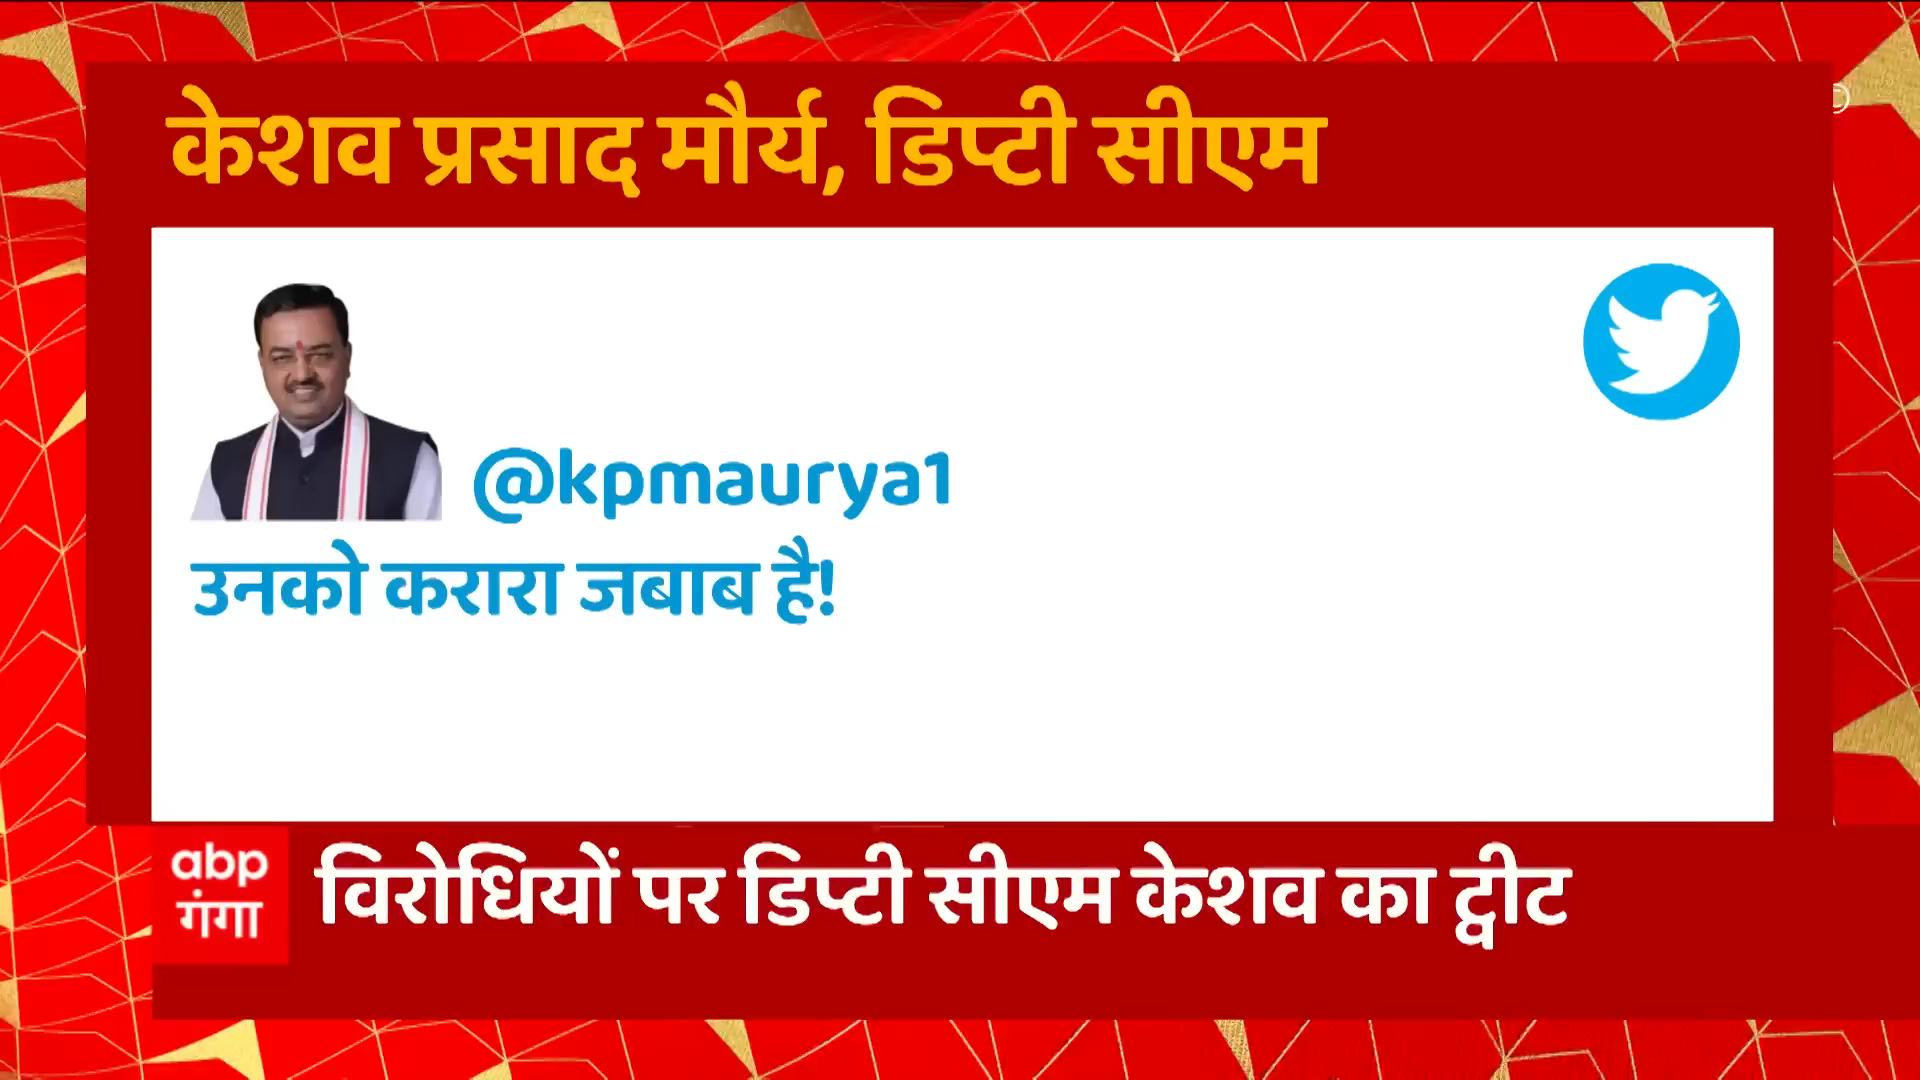 केशव प्रसाद मौर्य, डिप्टी सीएम
@kpmaurya1
उनको करारा जबाब है!
abp
गंगा
विरोधियों पर डिप्टी सीएम केशव का ट्वीट